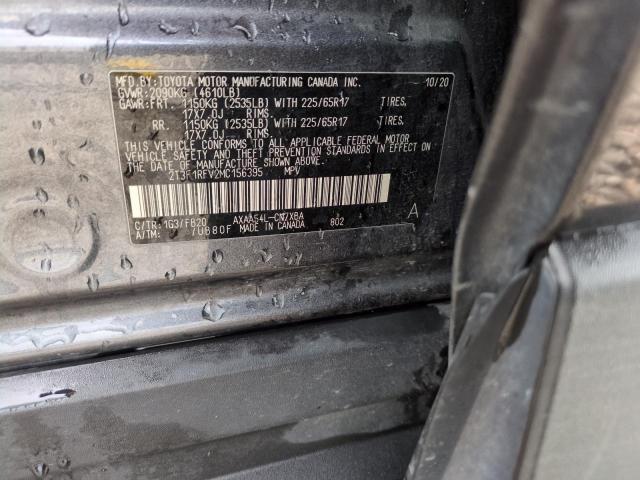 MFD.BY:TOYOTA MOTOR MANUFACTURING CANADA INC. 10/20
GVWR:2090KG (4610LB)
GAWR:FRT. 1150KG (2535LB) WITH 225/65R17 TIRES.
17X7.0J RIMS.
RR. 1150KG (2535LB) WITH 225/65R17 TIRES.
17X7.0J RIMS.
THIS VEHICLE CONFORMS TO ALL APPLICABLE FEDERAL MOTOR
VEHICLE SAFETY AND THEFT PREVENTION STANDARDS IN EFFECT ON
THE DATE OF MANUFACTURE SHOWN ABOVE.
2T3F1RFV2MC156395 MPV
C/TR:1G3/FB20 AXAA54L-CNZXBA
A/TM: /UB80F MADE IN CANADA 802
A